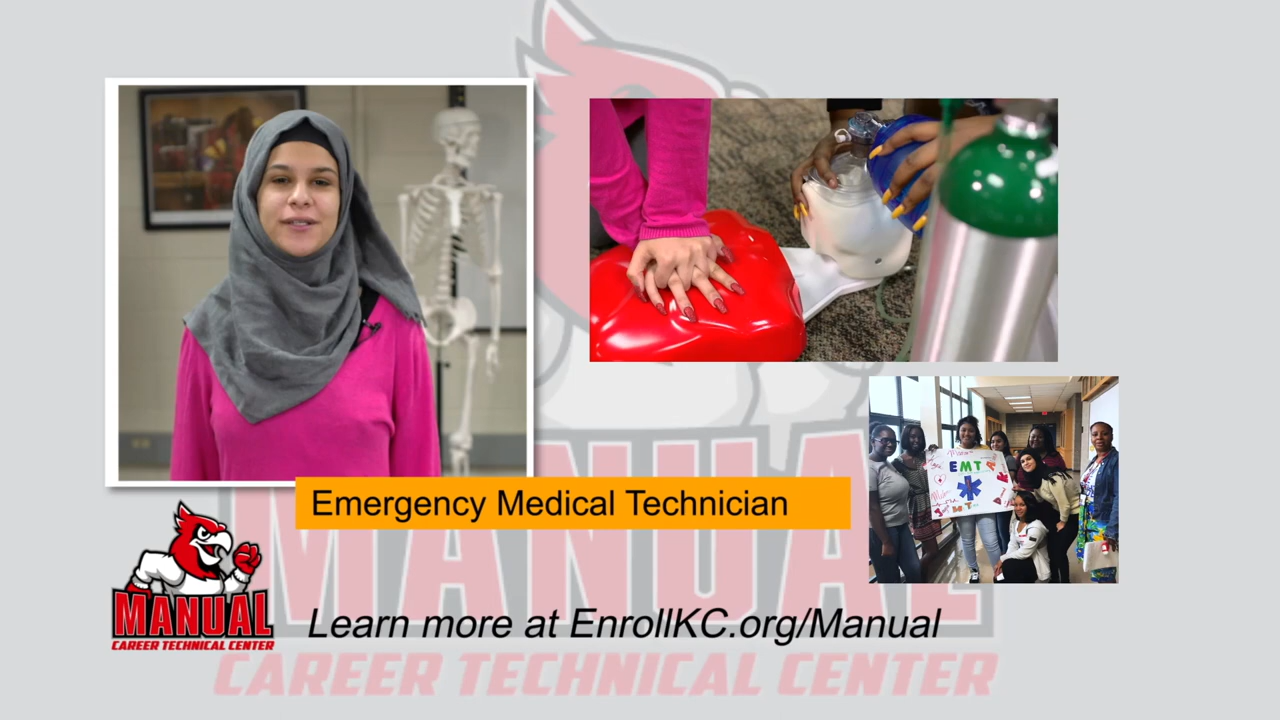 Emergency Medical Technician
EMT
MANUAL
CAREER TECHNICAL CENTER
Learn more at EnrollKC.org/Manual
MANUAL
CAREER TECHNICAL CENTER